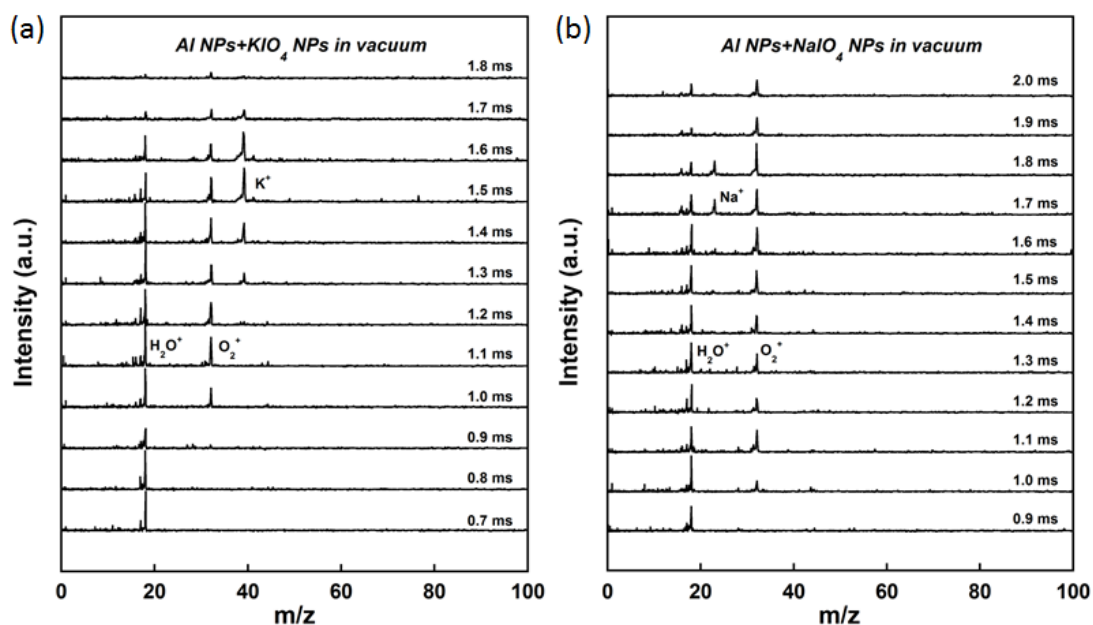 (a)
Al NPs+KIO₄ NPs in vacuum
1.8 ms
1.7 ms
1.6 ms
K⁺
1.5 ms
1.4 ms
1.3 ms
1.2 ms
H₂O⁺ O₂⁺
1.1 ms
1.0 ms
0.9 ms
0.8 ms
0.7 ms
Intensity (a.u.)
0 20 40 60 80 100
m/z
(b)
Al NPs+NaIO₄ NPs in vacuum
2.0 ms
1.9 ms
1.8 ms
Na⁺
1.7 ms
1.6 ms
1.5 ms
1.4 ms
H₂O⁺ O₂⁺
1.3 ms
1.2 ms
1.1 ms
1.0 ms
0.9 ms
Intensity (a.u.)
0 20 40 60 80 100
m/z